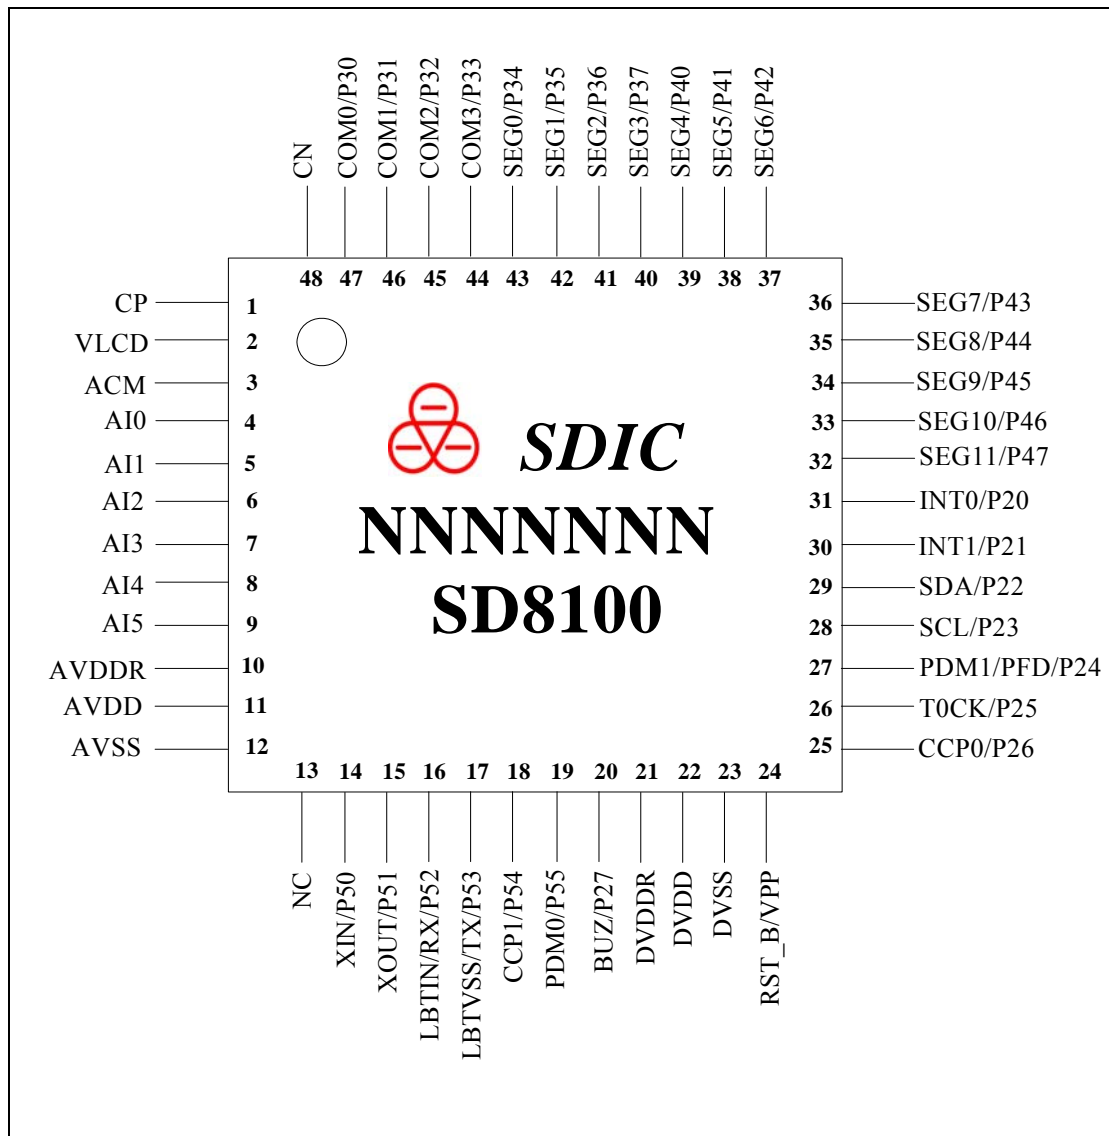 CN
COM0/P30
COM1/P31
COM2/P32
COM3/P33
SEG0/P34
SEG1/P35
SEG2/P36
SEG3/P37
SEG4/P40
SEG5/P41
SEG6/P42
48 47 46 45 44 43 42 41 40 39 38 37
CP 1
VLCD 2
ACM 3
AI0 4
AI1 5
AI2 6
AI3 7
AI4 8
AI5 9
AVDDR 10
AVDD 11
AVSS 12
SDIC
NNNNNNN
SD8100
36 SEG7/P43
35 SEG8/P44
34 SEG9/P45
33 SEG10/P46
32 SEG11/P47
31 INT0/P20
30 INT1/P21
29 SDA/P22
28 SCL/P23
27 PDM1/PFD/P24
26 T0CK/P25
25 CCP0/P26
13 14 15 16 17 18 19 20 21 22 23 24
NC
XIN/P50
XOUT/P51
LBTIN/RX/P52
LBTVSS/TX/P53
CCP1/P54
PDM0/P55
BUZ/P27
DVDDR
DVDD
DVSS
RST_B/VPP